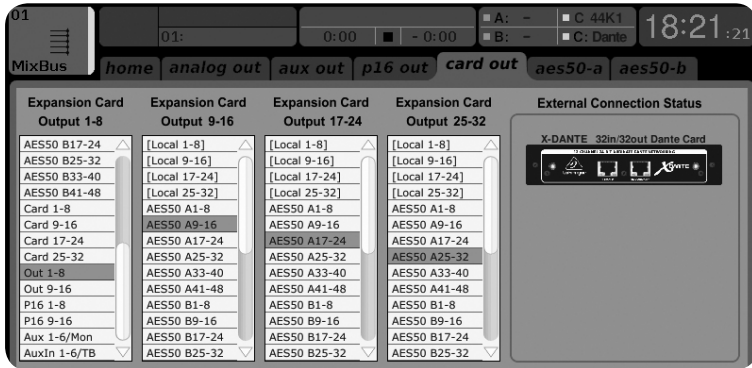 01
01:
0:00
- 0:00
A: -
B: -
C 44K1
C: Dante
18:21:21
MixBus
home
analog out
aux out
p16 out
card out
aes50-a
aes50-b
Expansion Card
Output 1-8
AES50 B17-24
AES50 B25-32
AES50 B33-40
AES50 B41-48
Card 1-8
Card 9-16
Card 17-24
Card 25-32
Out 1-8
Out 9-16
P16 1-8
P16 9-16
Aux 1-6/Mon
AuxIn 1-6/TB
Expansion Card
Output 9-16
[Local 1-8]
[Local 9-16]
[Local 17-24]
[Local 25-32]
AES50 A1-8
AES50 A9-16
AES50 A17-24
AES50 A25-32
AES50 A33-40
AES50 A41-48
AES50 B1-8
AES50 B9-16
AES50 B17-24
AES50 B25-32
Expansion Card
Output 17-24
[Local 1-8]
[Local 9-16]
[Local 17-24]
[Local 25-32]
AES50 A1-8
AES50 A9-16
AES50 A17-24
AES50 A25-32
AES50 A33-40
AES50 A41-48
AES50 B1-8
AES50 B9-16
AES50 B17-24
AES50 B25-32
Expansion Card
Output 25-32
[Local 1-8]
[Local 9-16]
[Local 17-24]
[Local 25-32]
AES50 A1-8
AES50 A9-16
AES50 A17-24
AES50 A25-32
AES50 A33-40
AES50 A41-48
AES50 B1-8
AES50 B9-16
AES50 B17-24
AES50 B25-32
External Connection Status
X-DANTE 32in/32out Dante Card